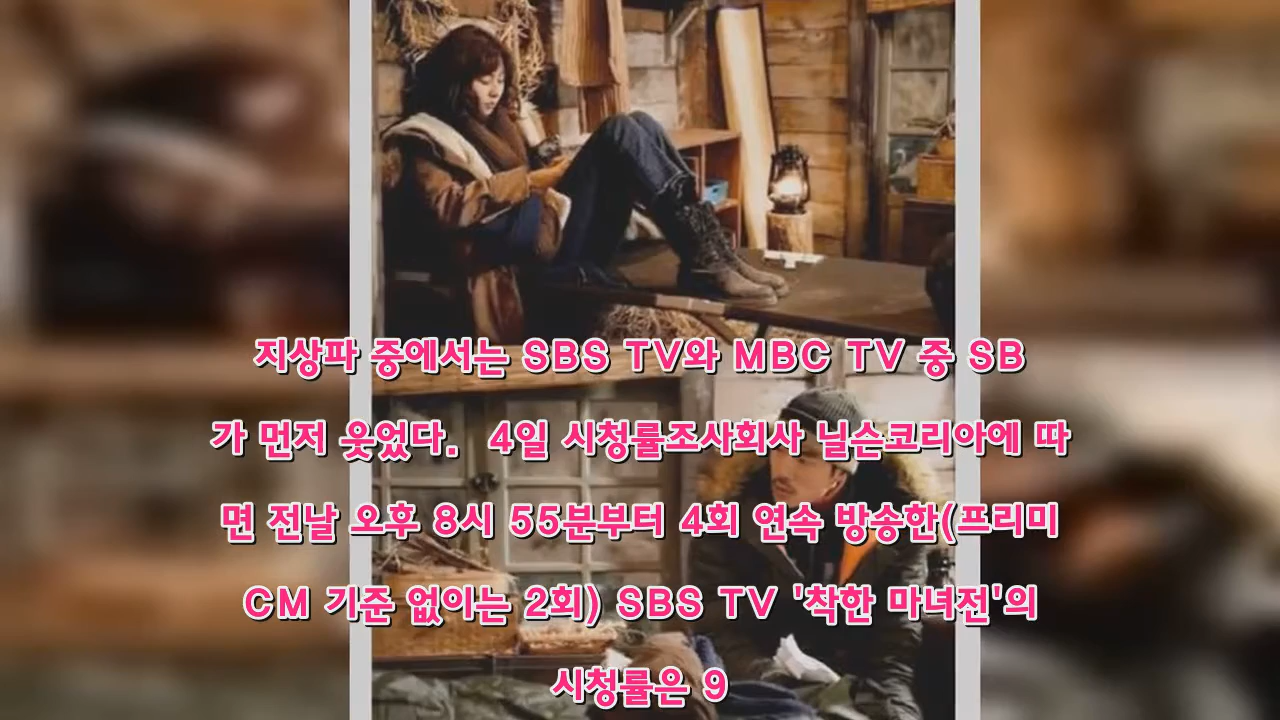 지상파 중에서는 SBS TV와 MBC TV 중 SB
가 먼저 웃었다.  4일 시청률조사회사 닐슨코리아에 따
면 전날 오후 8시 55분부터 4회 연속 방송한(프리미
CM 기준 없이는 2회) SBS TV '착한 마녀전'의
시청률은 9